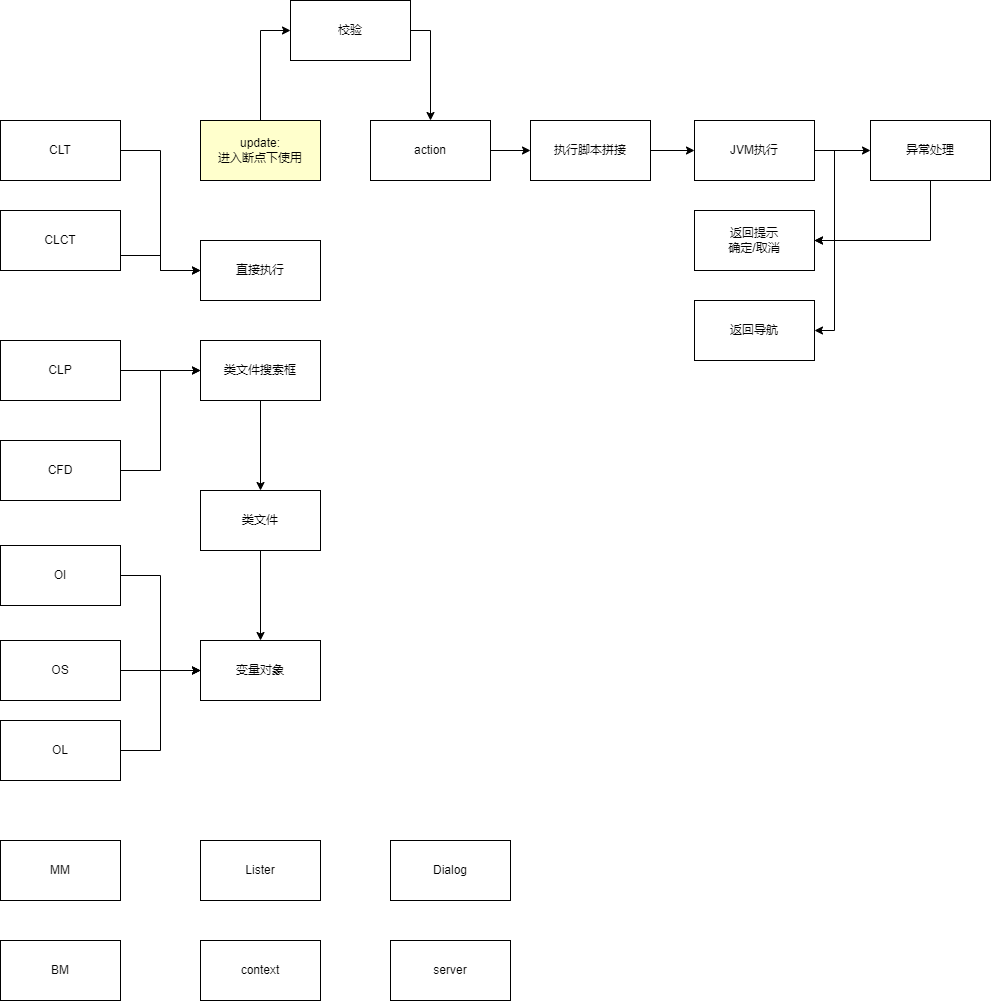 校验
CLT
update:
进入断点下使用
action
执行脚本拼接
JVM执行
异常处理
CLCT
返回提示
确定/取消
直接执行
返回导航
CLP
类文件搜索框
CFD
类文件
OI
OS
变量对象
OL
MM
Lister
Dialog
BM
context
server